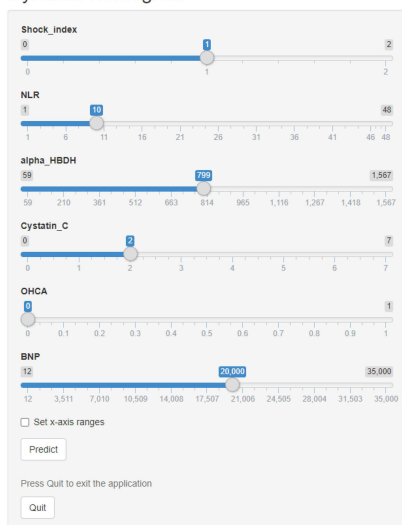 Shock_index
0 1 2
0 1 2
NLR
1 10 48
1 6 11 16 21 26 31 36 41 46 48
alpha_HBDH
59 799 1,567
59 210 361 512 663 814 965 1,116 1,267 1,418 1,567
Cystatin_C
0 2 7
0 1 2 3 4 5 6 7
OHCA
0 1
0 0.1 0.2 0.3 0.4 0.5 0.6 0.7 0.8 0.9 1
BNP
12 20,000 35,000
12 3,511 7,010 10,509 14,008 17,507 21,006 24,505 28,004 31,503 35,000
Set x-axis ranges
Predict
Press Quit to exit the application
Quit